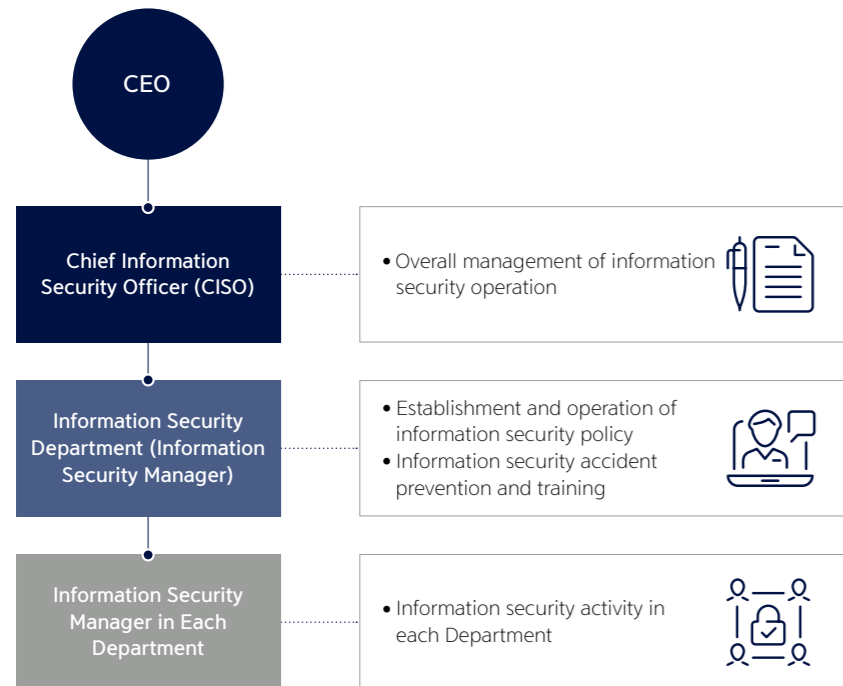 CEO
Chief Information
Security Officer (CISO)
• Overall management of information
security operation
Information Security
Department (Information
Security Manager)
• Establishment and operation of
information security policy
• Information security accident
prevention and training
Information Security
Manager in Each
Department
• Information security activity in
each Department